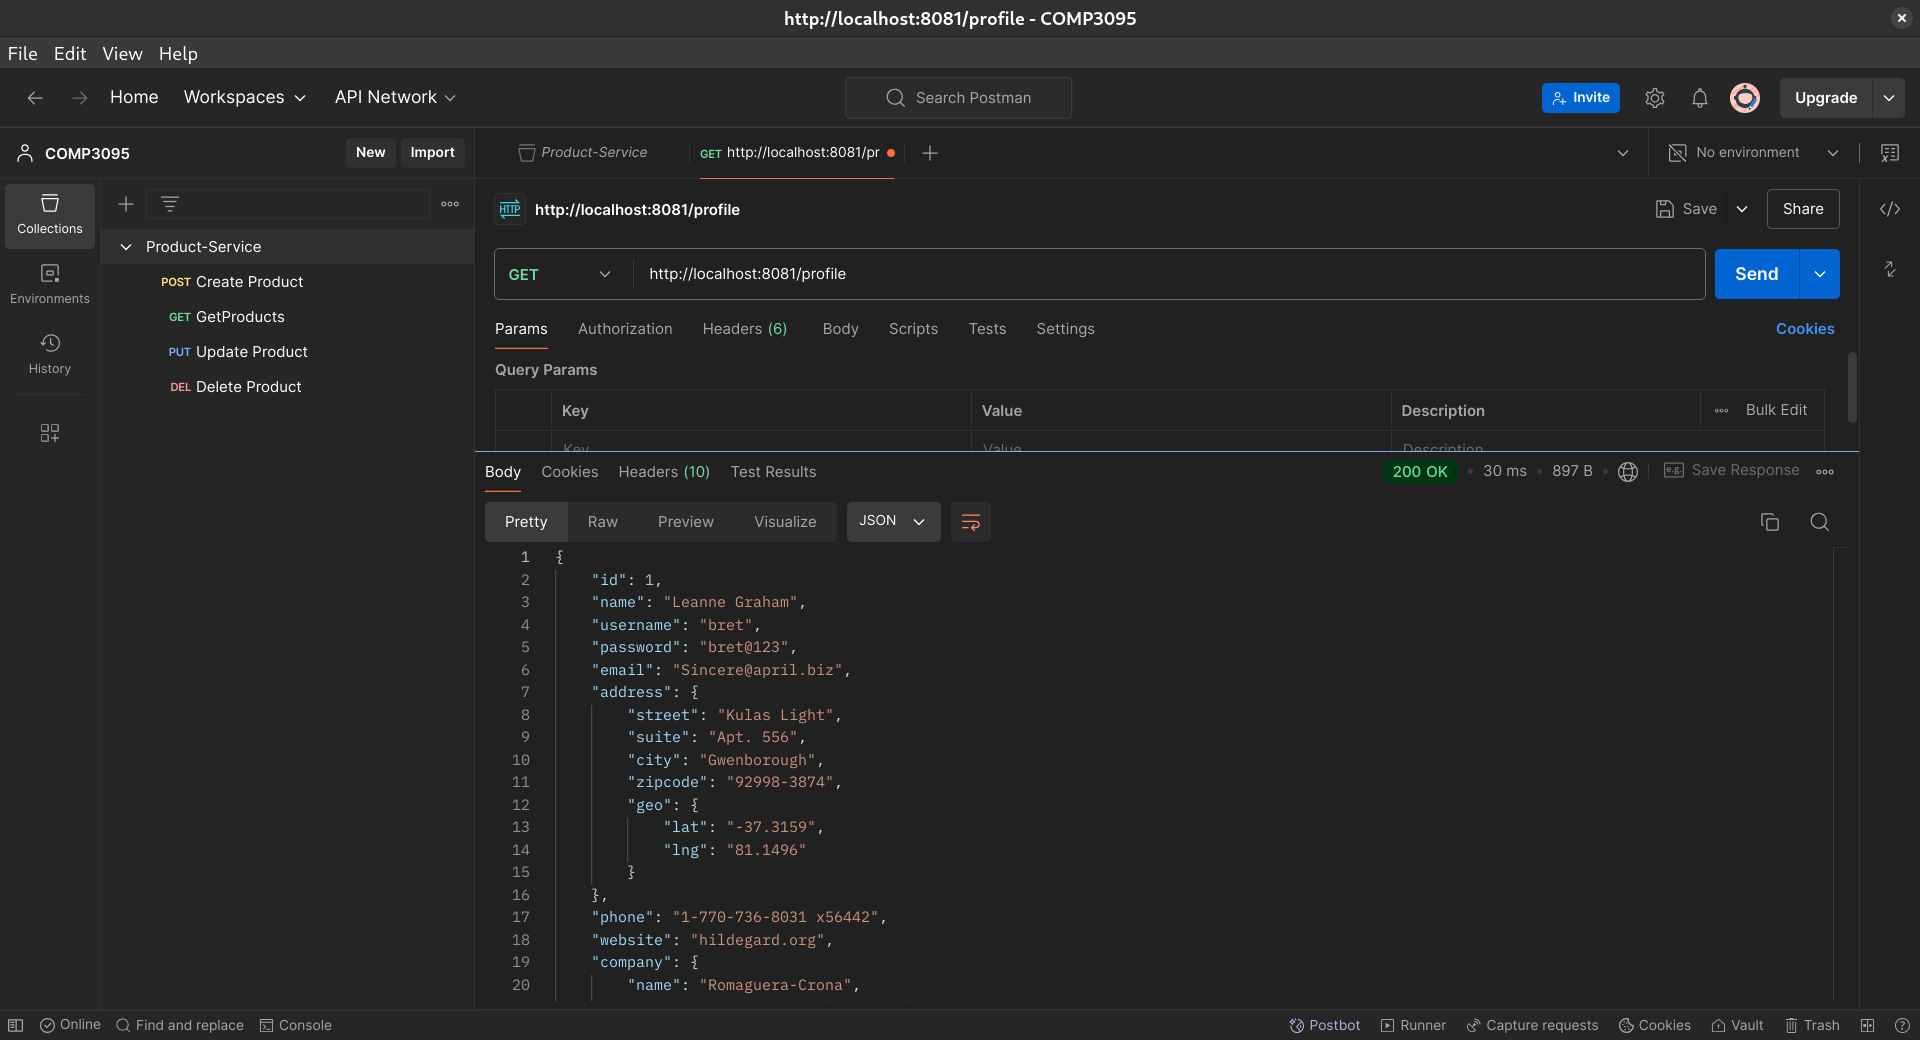 http://localhost:8081/profile - COMP3095
File Edit View Help
Home Workspaces API Network Search Postman Invite Upgrade
COMP3095 New Import Product-Service GET http://localhost:8081/pr No environment
Collections
Environments
History
Product-Service
POST Create Product
GET GetProducts
PUT Update Product
DEL Delete Product
HTTP http://localhost:8081/profile Save Share
GET http://localhost:8081/profile Send
Params Authorization Headers (6) Body Scripts Tests Settings Cookies
Query Params
Key Value Description Bulk Edit
Key Value Description
Body Cookies Headers (10) Test Results 200 OK 30 ms 897 B e.g. Save Response
Pretty Raw Preview Visualize JSON
1 {
2 "id": 1,
3 "name": "Leanne Graham",
4 "username": "bret",
5 "password": "bret@123",
6 "email": "Sincere@april.biz",
7 "address": {
8 "street": "Kulas Light",
9 "suite": "Apt. 556",
10 "city": "Gwenborough",
11 "zipcode": "92998-3874",
12 "geo": {
13 "lat": "-37.3159",
14 "lng": "81.1496"
15 }
16 },
17 "phone": "1-770-736-8031 x56442",
18 "website": "hildegard.org",
19 "company": {
20 "name": "Romaguera-Crona",
Online Find and replace Console Postbot Runner Capture requests Cookies Vault Trash